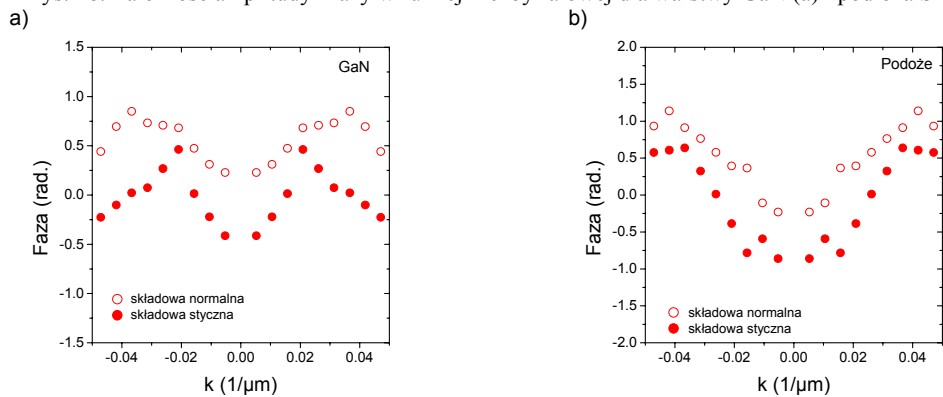 a)
GaN
Faza (rad.)
1.5
1.0
0.5
0.0
-0.5
-1.0
-1.5
składowa normalna
składowa styczna
-0.04
-0.02
0.00
0.02
0.04
k (1/μm)
b)
Podoże
Faza (rad.)
2.0
1.5
1.0
0.5
0.0
-0.5
-1.0
-1.5
-2.0
składowa normalna
składowa styczna
-0.04
-0.02
0.00
0.02
0.04
k (1/μm)